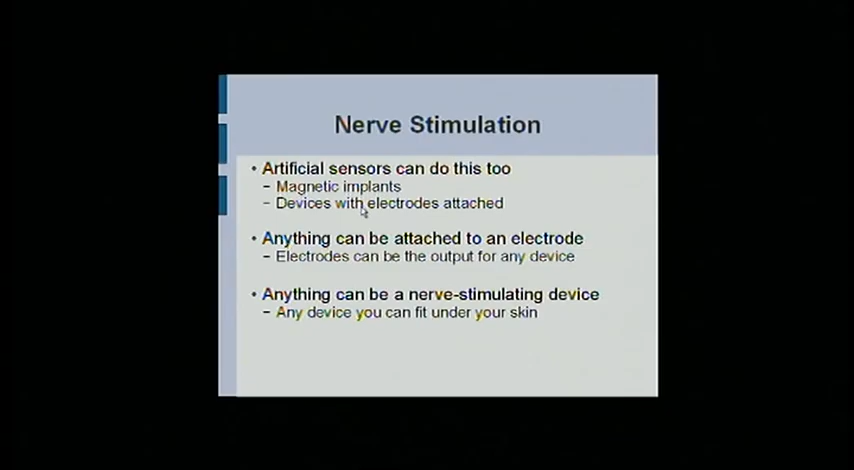 Nerve Stimulation
• Artificial sensors can do this too
– Magnetic implants
– Devices with electrodes attached
• Anything can be attached to an electrode
– Electrodes can be the output for any device
• Anything can be a nerve-stimulating device
– Any device you can fit under your skin